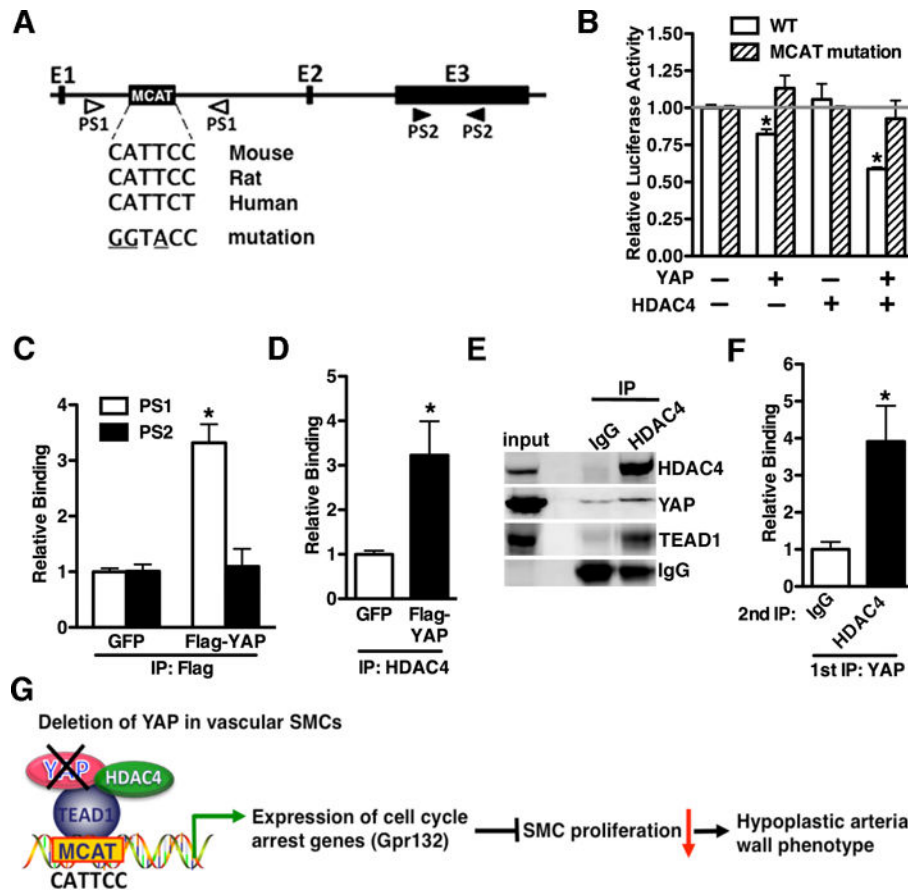 A
E1
E2
E3
MCAT
PS1
PS1
PS2
PS2
CATTCC Mouse
CATTCC Rat
CATTCT Human
GGTACC mutation
B
WT
MCAT mutation
Relative Luciferase Activity
1.50
1.25
1.00
0.75
0.50
0.25
0.00
YAP − + − +
HDAC4 − − + +
C
PS1
PS2
Relative Binding
4
3
2
1
0
*
GFP
Flag-YAP
IP: Flag
D
Relative Binding
5
4
3
2
1
0
*
GFP
Flag-
YAP
IP: HDAC4
E
IP
input
IgG
HDAC4
HDAC4
YAP
TEAD1
IgG
F
Relative Binding
6
5
4
3
2
1
0
*
2nd IP:
IgG
HDAC4
1st IP: YAP
G
Deletion of YAP in vascular SMCs
YAP
HDAC4
TEAD1
MCAT
CATTCC
Expression of cell cycle
arrest genes (Gpr132)
SMC proliferation
Hypoplastic arteria
wall phenotype